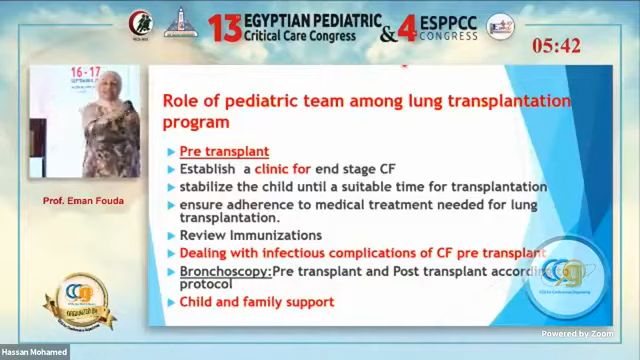 13 EGYPTIAN PEDIATRIC
Critical Care Congress
& 4 ESPPCC
CONGRESS
05:42
16 - 17
Prof. Eman Fouda
Role of pediatric team among lung transplantation
program
Pre transplant
Establish a clinic for end stage CF
stabilize the child until a suitable time for transplantation
ensure adherence to medical treatment needed for lung
transplantation.
Review Immunizations
Dealing with infectious complications of CF pre transplant
Bronchoscopy:Pre transplant and Post transplant according to
protocol
Child and family support
Powered by Zoom
Hassan Mohamed